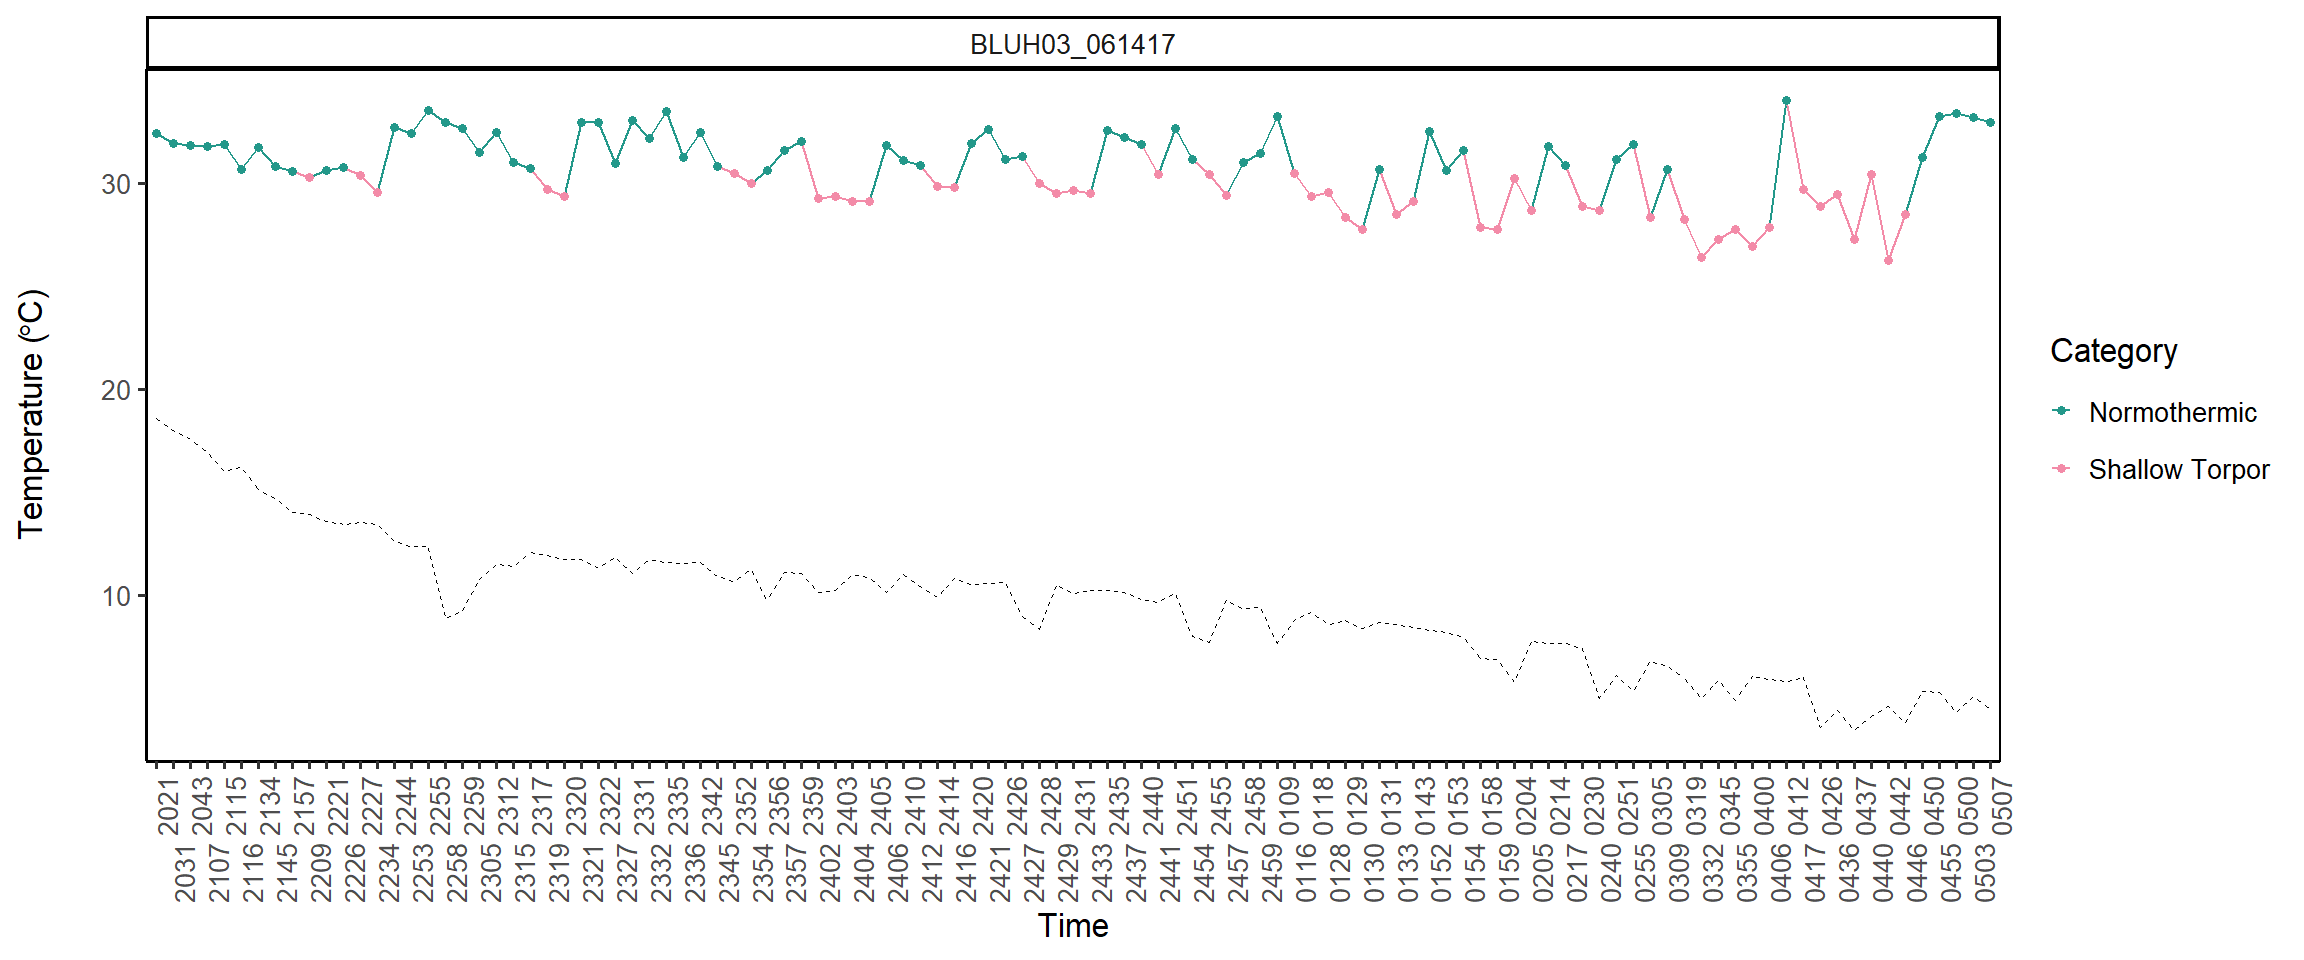 BLUH03_061417
Temperature (°C)
30
20
10
2021 2043 2115 2134 2157 2221 2227 2244 2255 2259 2312 2317 2320 2322 2331 2335 2342 2352 2356 2359 2403 2405 2410 2414 2420 2426 2428 2431 2435 2440 2451 2455 2458 0109 0118 0129 0131 0143 0153 0158 0204 0214 0230 0251 0305 0319 0345 0400 0412 0426 0437 0442 0450 0500 0507
2031 2107 2116 2145 2209 2226 2234 2253 2258 2305 2315 2319 2321 2327 2332 2336 2345 2354 2357 2402 2404 2406 2412 2416 2421 2427 2429 2433 2437 2441 2454 2457 2459 0116 0128 0130 0133 0152 0154 0159 0205 0217 0240 0255 0309 0332 0355 0406 0417 0436 0440 0446 0455 0503
Time
Category
Normothermic
Shallow Torpor